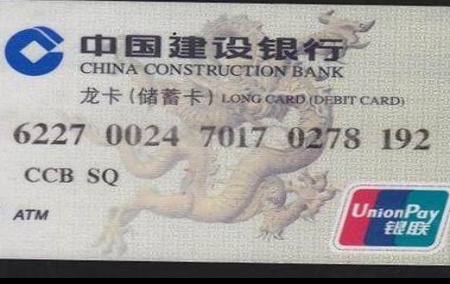 中国建设银行
CHINA CONSTRUCTION BANK
龙卡(储蓄卡) LONG CARD (DEBIT CARD)
6227 0024 7017 0278 192
CCB SQ
ATM
UnionPay
银联